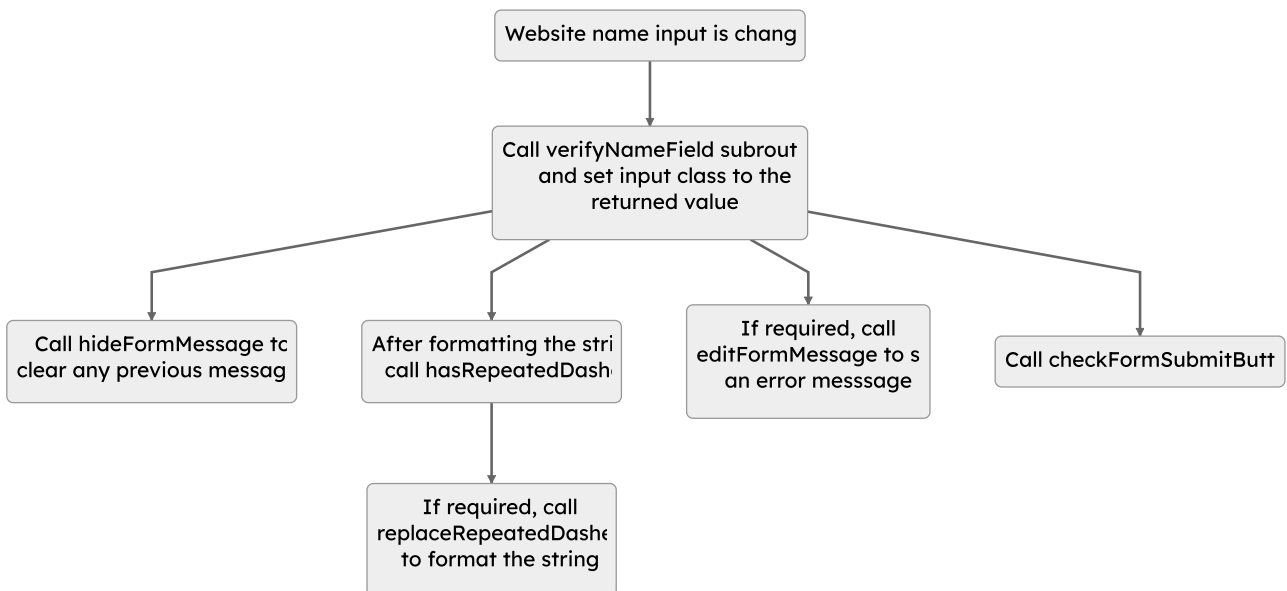 Website name input is chang
Call verifyNameField subrout
and set input class to the
returned value
Call hideFormMessage to
clear any previous messag
After formatting the stri
call hasRepeatedDash
If required, call
editFormMessage to s
an error messsage
Call checkFormSubmitButt
If required, call
replaceRepeatedDashe
to format the string